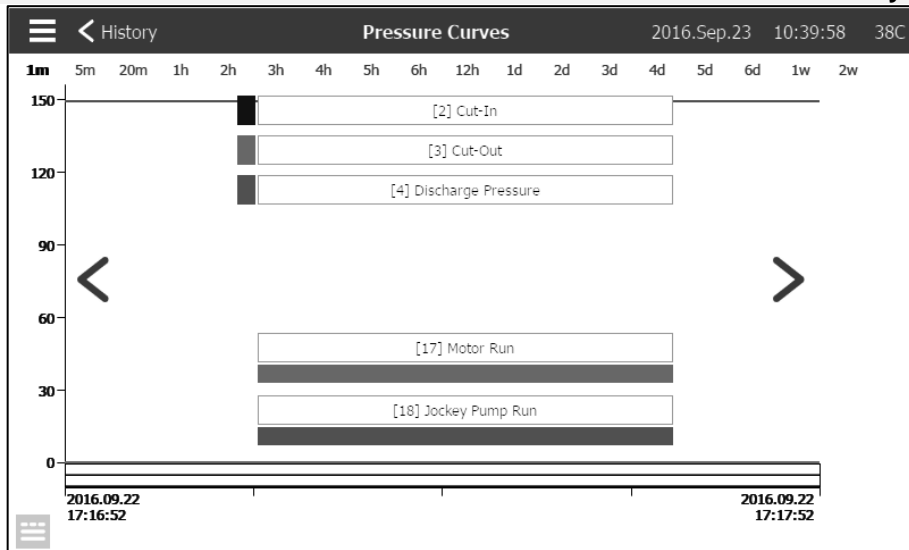 History Pressure Curves 2016.Sep.23 10:39:58 38C
1m 5m 20m 1h 2h 3h 4h 5h 6h 12h 1d 2d 3d 4d 5d 6d 1w 2w
150
[2] Cut-In
[3] Cut-Out
120
[4] Discharge Pressure
90
60
[17] Motor Run
30
[18] Jockey Pump Run
0
2016.09.22 2016.09.22
17:16:52 17:17:52